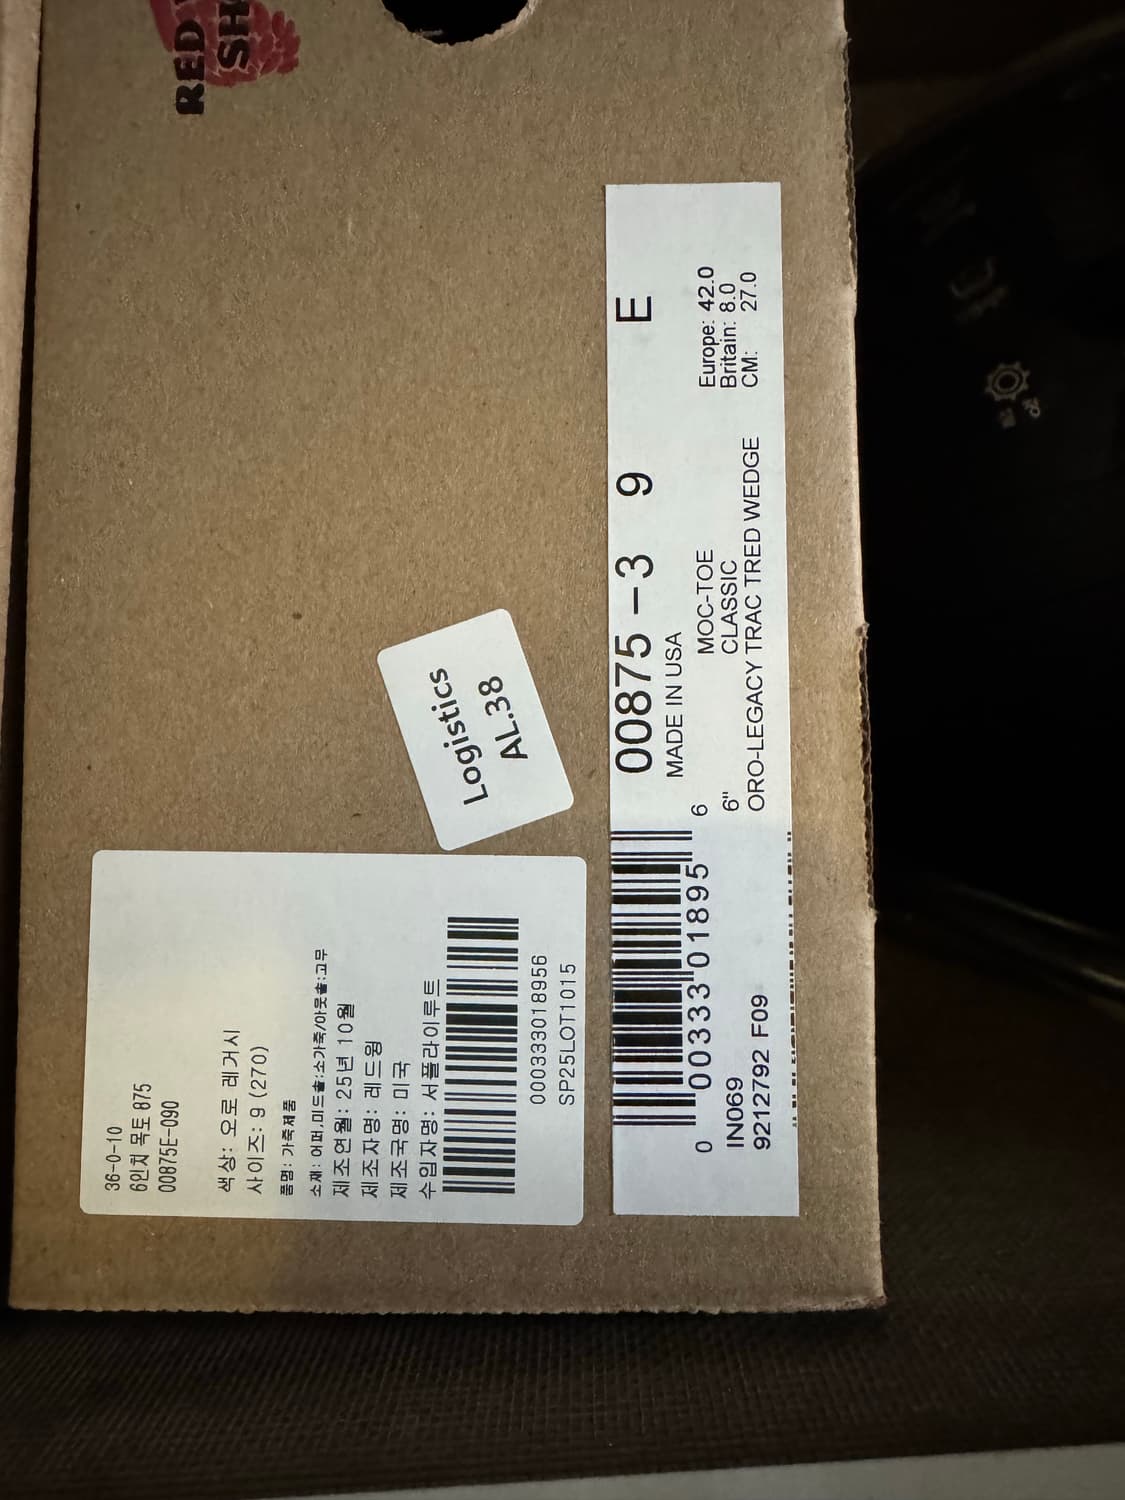 RED
SH
36-0-10
6인치 목토 875
00875E-090
색상: 오로 레거시
사이즈: 9 (270)
품명: 가죽제품
소재: 어퍼,미드솔:소가죽/아웃솔:고무
제조연월: 25년 10월
제조자명: 레드윙
제조국명: 미국
수입자명: 서플라이루트
000333018956
SP25LOT1015
Logistics
AL.38
00875-3 9 E
MADE IN USA
MOC-TOE
6" CLASSIC
ORO-LEGACY TRAC TRED WEDGE
Europe: 42.0
Britain: 8.0
CM: 27.0
0 00333 01895 6
IN069
9212792 F09